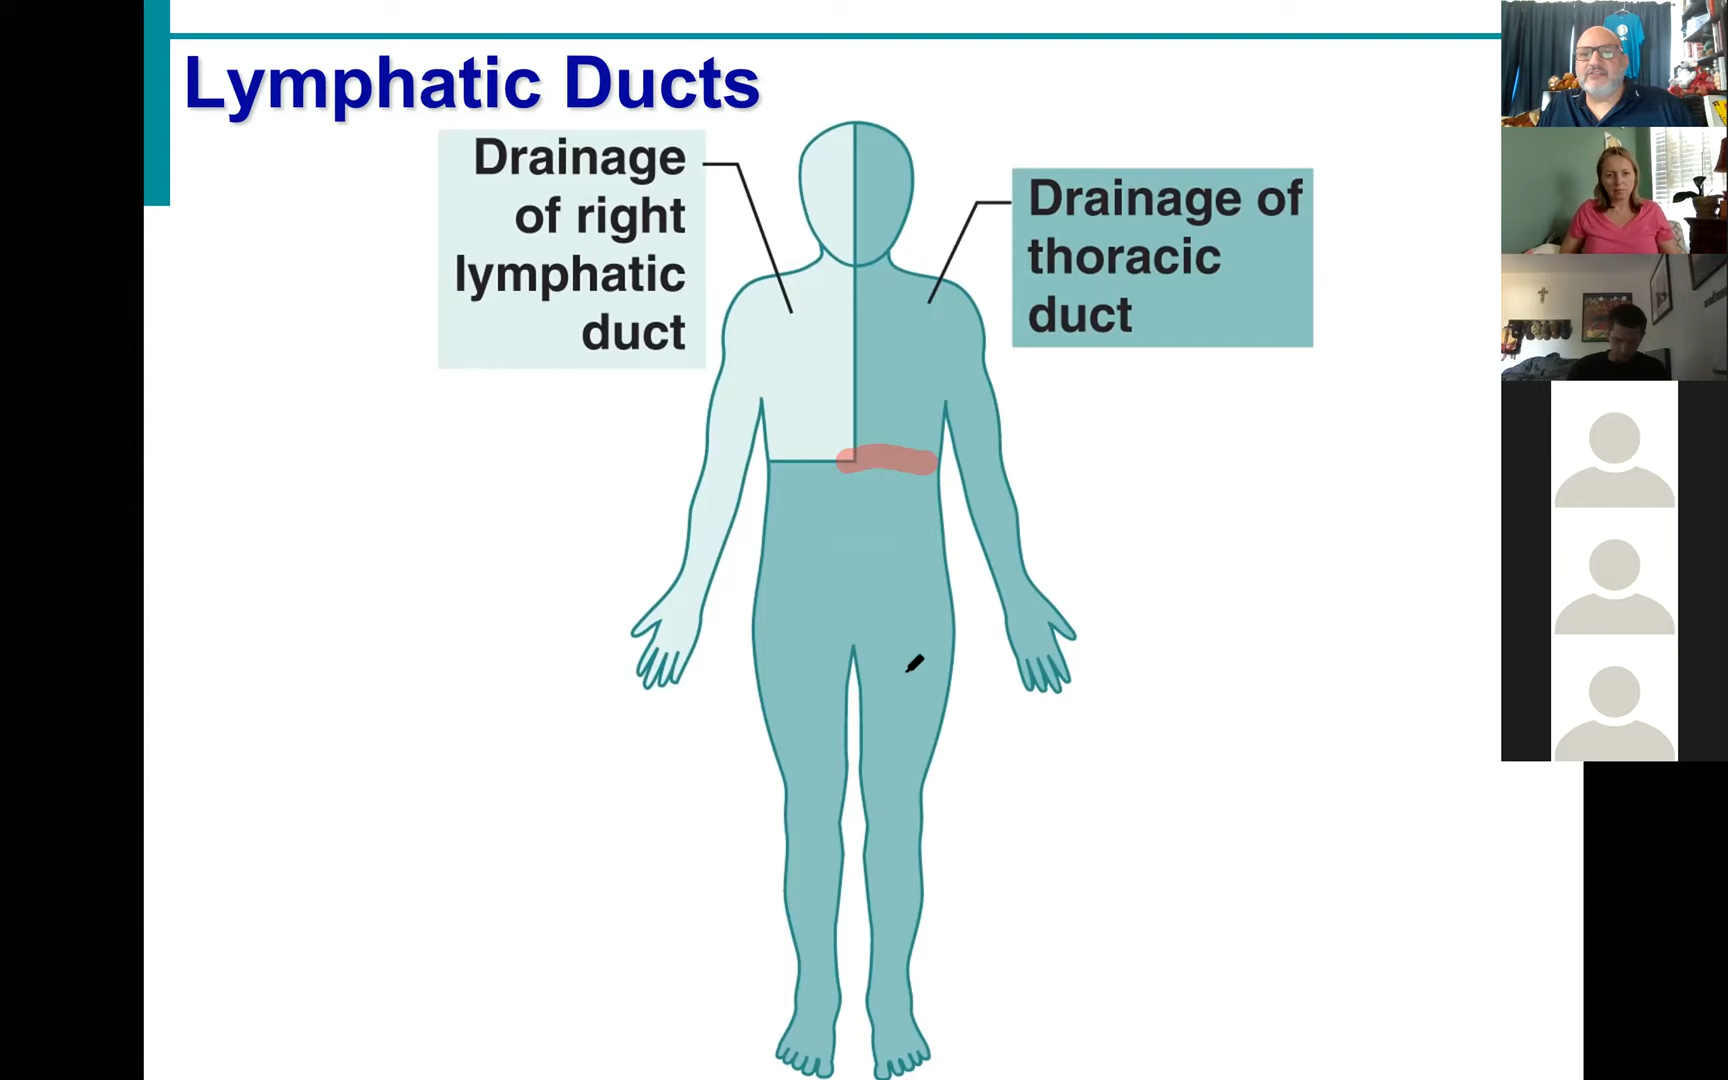 Lymphatic Ducts
Drainage
of right
lymphatic
duct
Drainage of
thoracic
duct